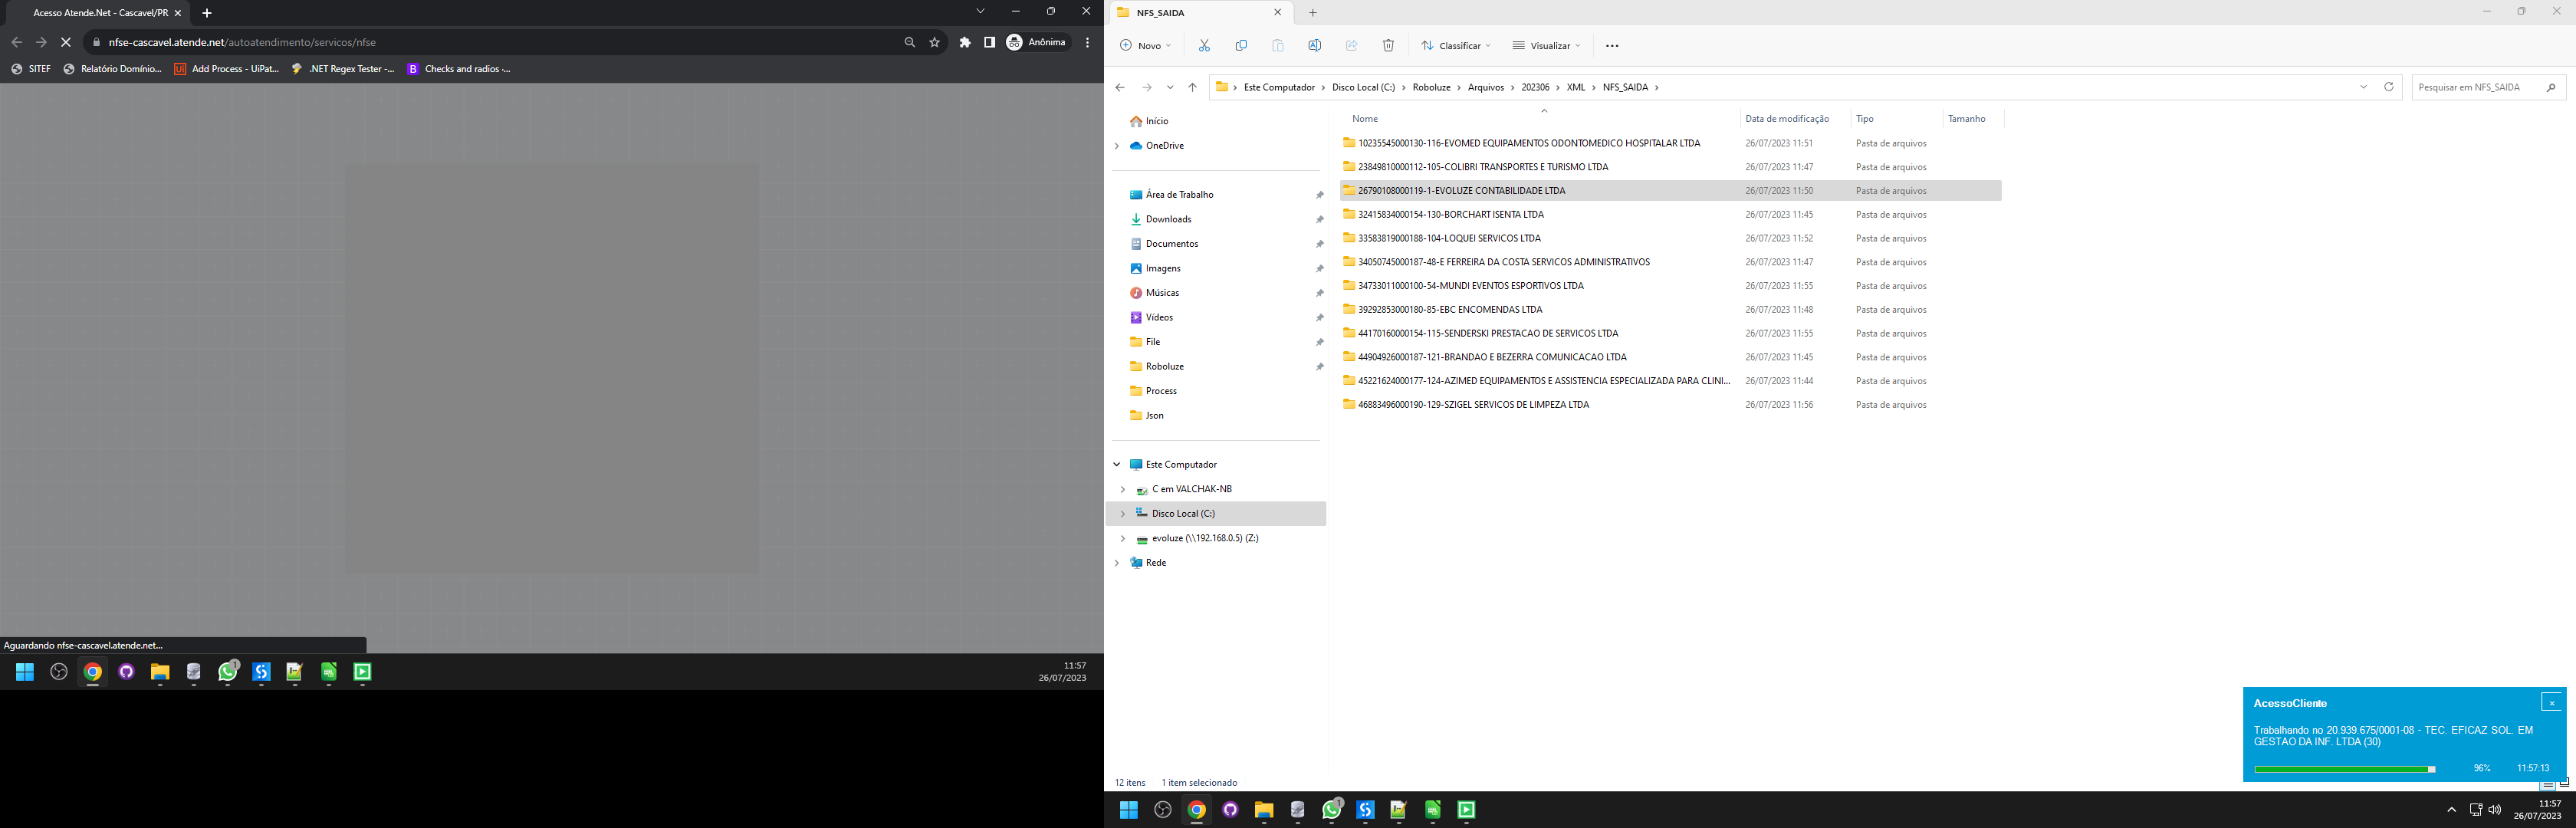 Acesso Atende.Net - Cascavel/PR
nfse-cascavel.atende.net/autoatendimento/servicos/nfse
Anônima
SITEF
Relatório Domínio...
Ui
Add Process - UiPat...
.NET Regex Tester -...
B
Checks and radios -...
Aguardando nfse-cascavel.atende.net...
1
11:57
26/07/2023
NFS_SAIDA
Novo
Classificar
Visualizar
Este Computador
Disco Local (C:)
Roboluze
Arquivos
202306
XML
NFS_SAIDA
Pesquisar em NFS_SAIDA
Início
OneDrive
Área de Trabalho
Downloads
Documentos
Imagens
Músicas
Vídeos
File
Roboluze
Process
Json
Este Computador
C em VALCHAK-NB
Disco Local (C:)
evoluze (\\192.168.0.5) (Z:)
Rede
Nome Data de modificação Tipo Tamanho
10235545000130-116-EVOMED EQUIPAMENTOS ODONTOMEDICO HOSPITALAR LTDA 26/07/2023 11:51 Pasta de arquivos
23849810000112-105-COLIBRI TRANSPORTES E TURISMO LTDA 26/07/2023 11:47 Pasta de arquivos
26790108000119-1-EVOLUZE CONTABILIDADE LTDA 26/07/2023 11:50 Pasta de arquivos
32415834000154-130-BORCHART ISENTA LTDA 26/07/2023 11:45 Pasta de arquivos
33583819000188-104-LOQUEI SERVICOS LTDA 26/07/2023 11:52 Pasta de arquivos
34050745000187-48-E FERREIRA DA COSTA SERVICOS ADMINISTRATIVOS 26/07/2023 11:47 Pasta de arquivos
34733011000100-54-MUNDI EVENTOS ESPORTIVOS LTDA 26/07/2023 11:55 Pasta de arquivos
39292853000180-85-EBC ENCOMENDAS LTDA 26/07/2023 11:48 Pasta de arquivos
44170160000154-115-SENDERSKI PRESTACAO DE SERVICOS LTDA 26/07/2023 11:55 Pasta de arquivos
44904926000187-121-BRANDAO E BEZERRA COMUNICACAO LTDA 26/07/2023 11:45 Pasta de arquivos
45221624000177-124-AZIMED EQUIPAMENTOS E ASSISTENCIA ESPECIALIZADA PARA CLINI... 26/07/2023 11:44 Pasta de arquivos
46883496000190-129-SZIGEL SERVICOS DE LIMPEZA LTDA 26/07/2023 11:56 Pasta de arquivos
12 itens 1 item selecionado
AcessoCliente
Trabalhando no 20.939.675/0001-08 - TEC. EFICAZ SOL. EM
GESTAO DA INF. LTDA (30)
96% 11:57:13
1
11:57
26/07/2023